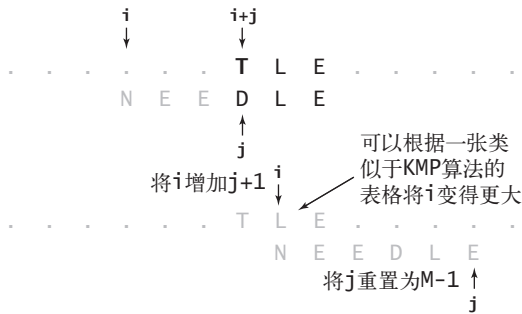 i i+j
. . . . . . T L E . . . . .
N E E D L E
j
可以根据一张类
似于KMP算法的
表格将i变得更大
将i增加j+1
i
. . . . . . T L E . . . . .
N E E D L E
将j重置为M-1
j